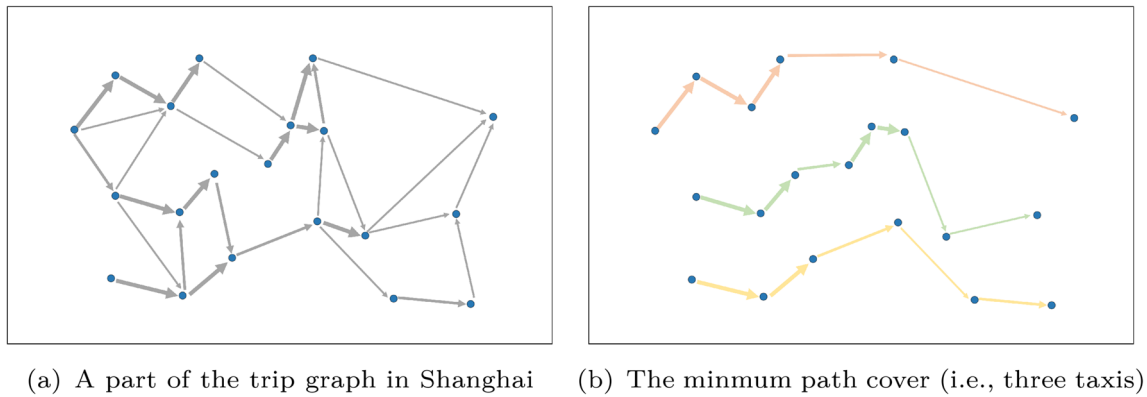 (a) A part of the trip graph in Shanghai
(b) The minmum path cover (i.e., three taxis)